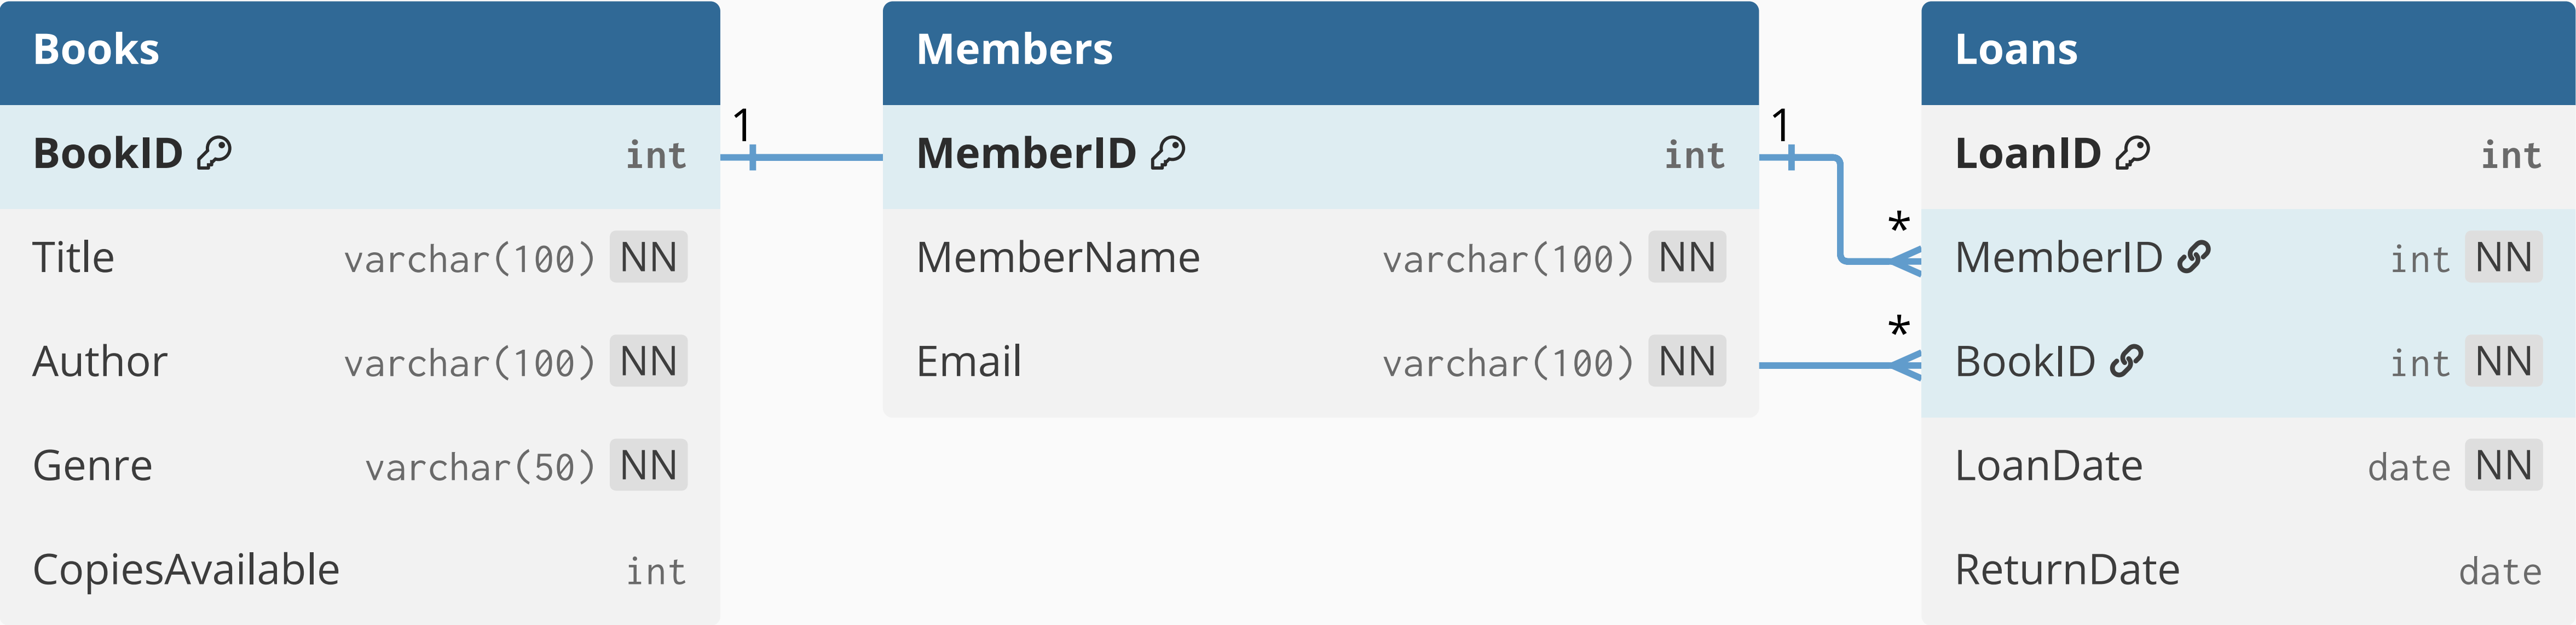 Books
BookID int
Title varchar(100) NN
Author varchar(100) NN
Genre varchar(50) NN
CopiesAvailable int
1
Members
MemberID int
MemberName varchar(100) NN
Email varchar(100) NN
1
*
*
Loans
LoanID int
MemberID int NN
BookID int NN
LoanDate date NN
ReturnDate date